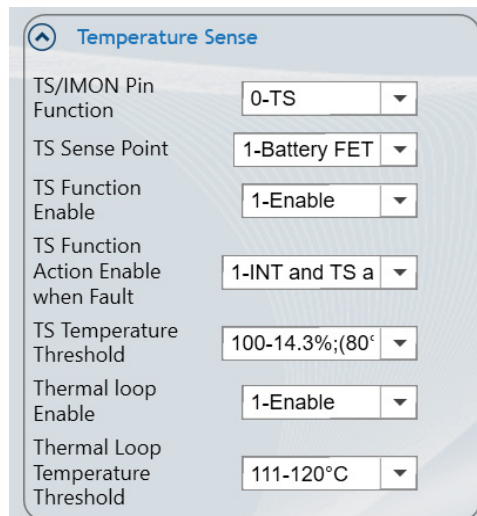 Temperature Sense
TS/IMON Pin
Function
0-TS
TS Sense Point
1-Battery FET
TS Function
Enable
1-Enable
TS Function
Action Enable
when Fault
1-INT and TS a
TS Temperature
Threshold
100-14.3%;(80°
Thermal loop
Enable
1-Enable
Thermal Loop
Temperature
Threshold
111-120°C